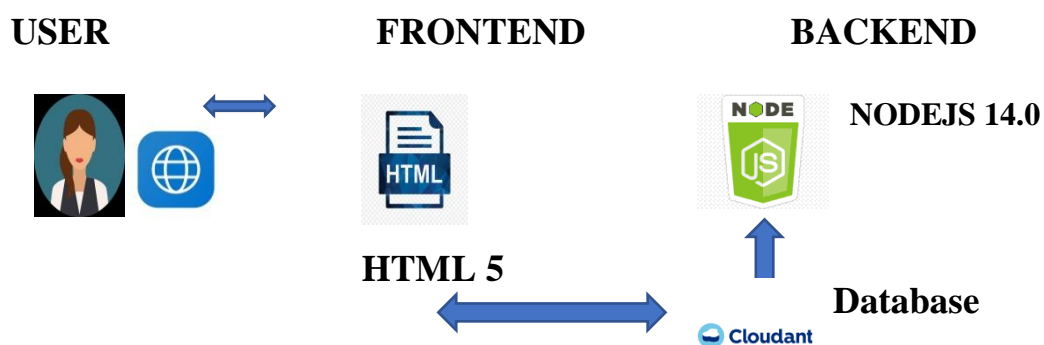 USER
FRONTEND
BACKEND
HTML
NODE
JS
NODEJS 14.0
HTML 5
Database
Cloudant